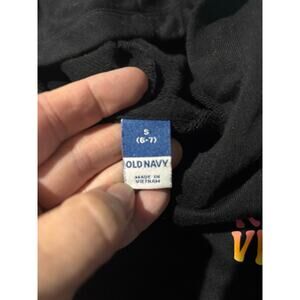 S
(6-7)
OLD NAVY
MADE IN
VIETNAM